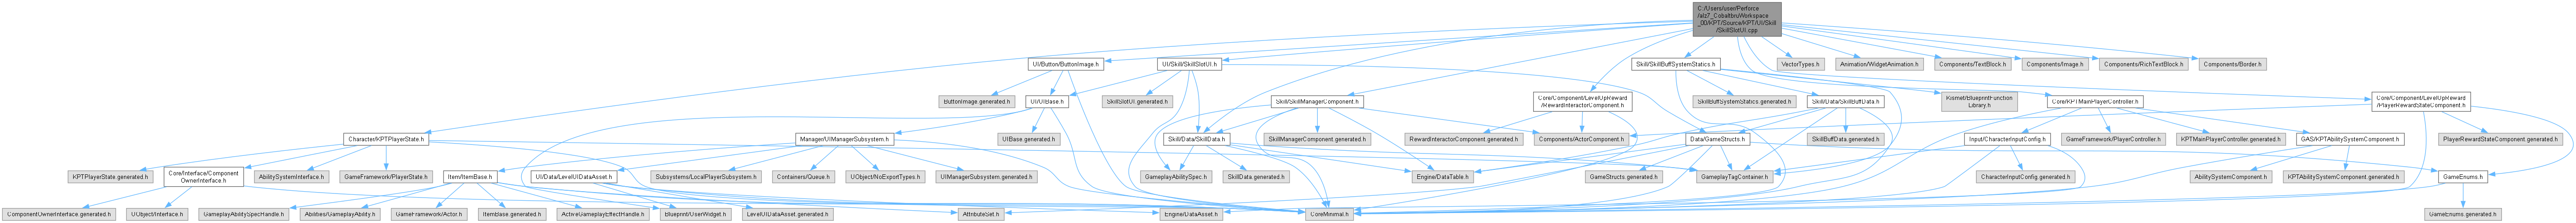 C:/Users/user/Perforce
/alz7_Cobaltbru/Workspace
_00/KPT/Source/KPT/UI/Skill
/SkillSlotUI.cpp
UI/Button/ButtonImage.h
UI/Skill/SkillSlotUI.h
Skill/SkillBuffSystemStatics.h
VectorTypes.h
Animation/WidgetAnimation.h
Components/TextBlock.h
Components/Image.h
Components/RichTextBlock.h
Components/Border.h
ButtonImage.generated.h
UI/UIBase.h
SkillSlotUI.generated.h
Skill/SkillManagerComponent.h
Core/Component/LevelUpReward
/RewardInteractorComponent.h
SkillBuffSystemStatics.generated.h
Skill/Data/SkillBuffData.h
Kismet/BlueprintFunction
Library.h
Core/KPTMainPlayerController.h
Core/Component/LevelUpReward
/PlayerRewardStateComponent.h
Character/KPTPlayerState.h
Manager/UIManagerSubsystem.h
UIBase.generated.h
Skill/Data/SkillData.h
SkillManagerComponent.generated.h
RewardInteractorComponent.generated.h
Components/ActorComponent.h
Data/GameStructs.h
SkillBuffData.generated.h
Input/CharacterInputConfig.h
GameFramework/PlayerController.h
KPTMainPlayerController.generated.h
GAS/KPTAbilitySystemComponent.h
PlayerRewardStateComponent.generated.h
KPTPlayerState.generated.h
Core/Interface/Component
OwnerInterface.h
AbilitySystemInterface.h
GameFramework/PlayerState.h
Item/ItemBase.h
UI/Data/LevelUIDataAsset.h
Subsystems/LocalPlayerSubsystem.h
Containers/Queue.h
UObject/NoExportTypes.h
UIManagerSubsystem.generated.h
GameplayAbilitySpec.h
SkillData.generated.h
Engine/DataTable.h
GameStructs.generated.h
GameplayTagContainer.h
CharacterInputConfig.generated.h
AbilitySystemComponent.h
KPTAbilitySystemComponent.generated.h
GameEnums.h
ComponentOwnerInterface.generated.h
UObject/Interface.h
GameplayAbilitySpecHandle.h
Abilities/GameplayAbility.h
GameFramework/Actor.h
ItemBase.generated.h
ActiveGameplayEffectHandle.h
Blueprint/UserWidget.h
LevelUIDataAsset.generated.h
AttributeSet.h
Engine/DataAsset.h
CoreMinimal.h
GameEnums.generated.h